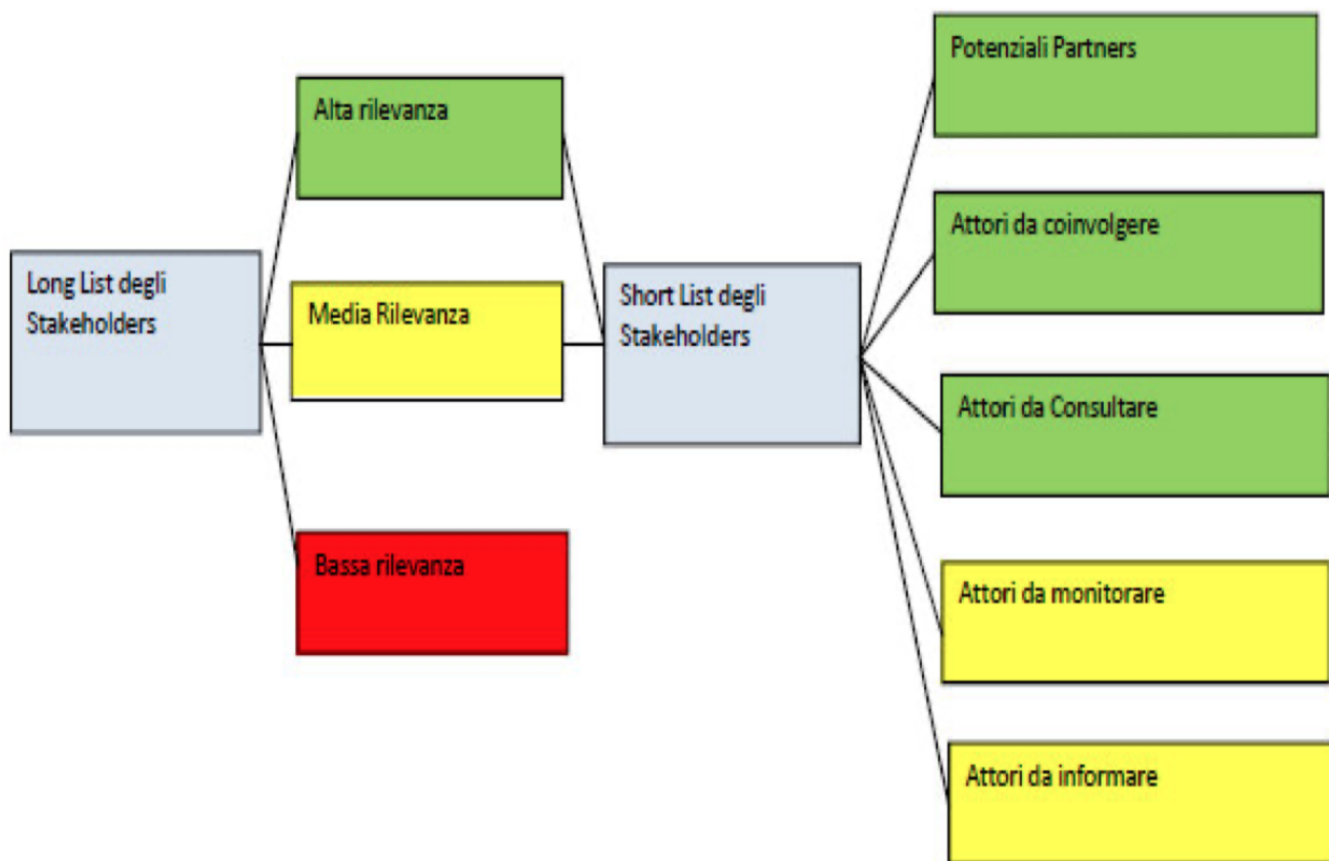 Long List degli
Stakeholders
Alta rilevanza
Media Rilevanza
Bassa rilevanza
Short List degli
Stakeholders
Potenziali Partners
Attori da coinvolgere
Attori da Consultare
Attori da monitorare
Attori da informare